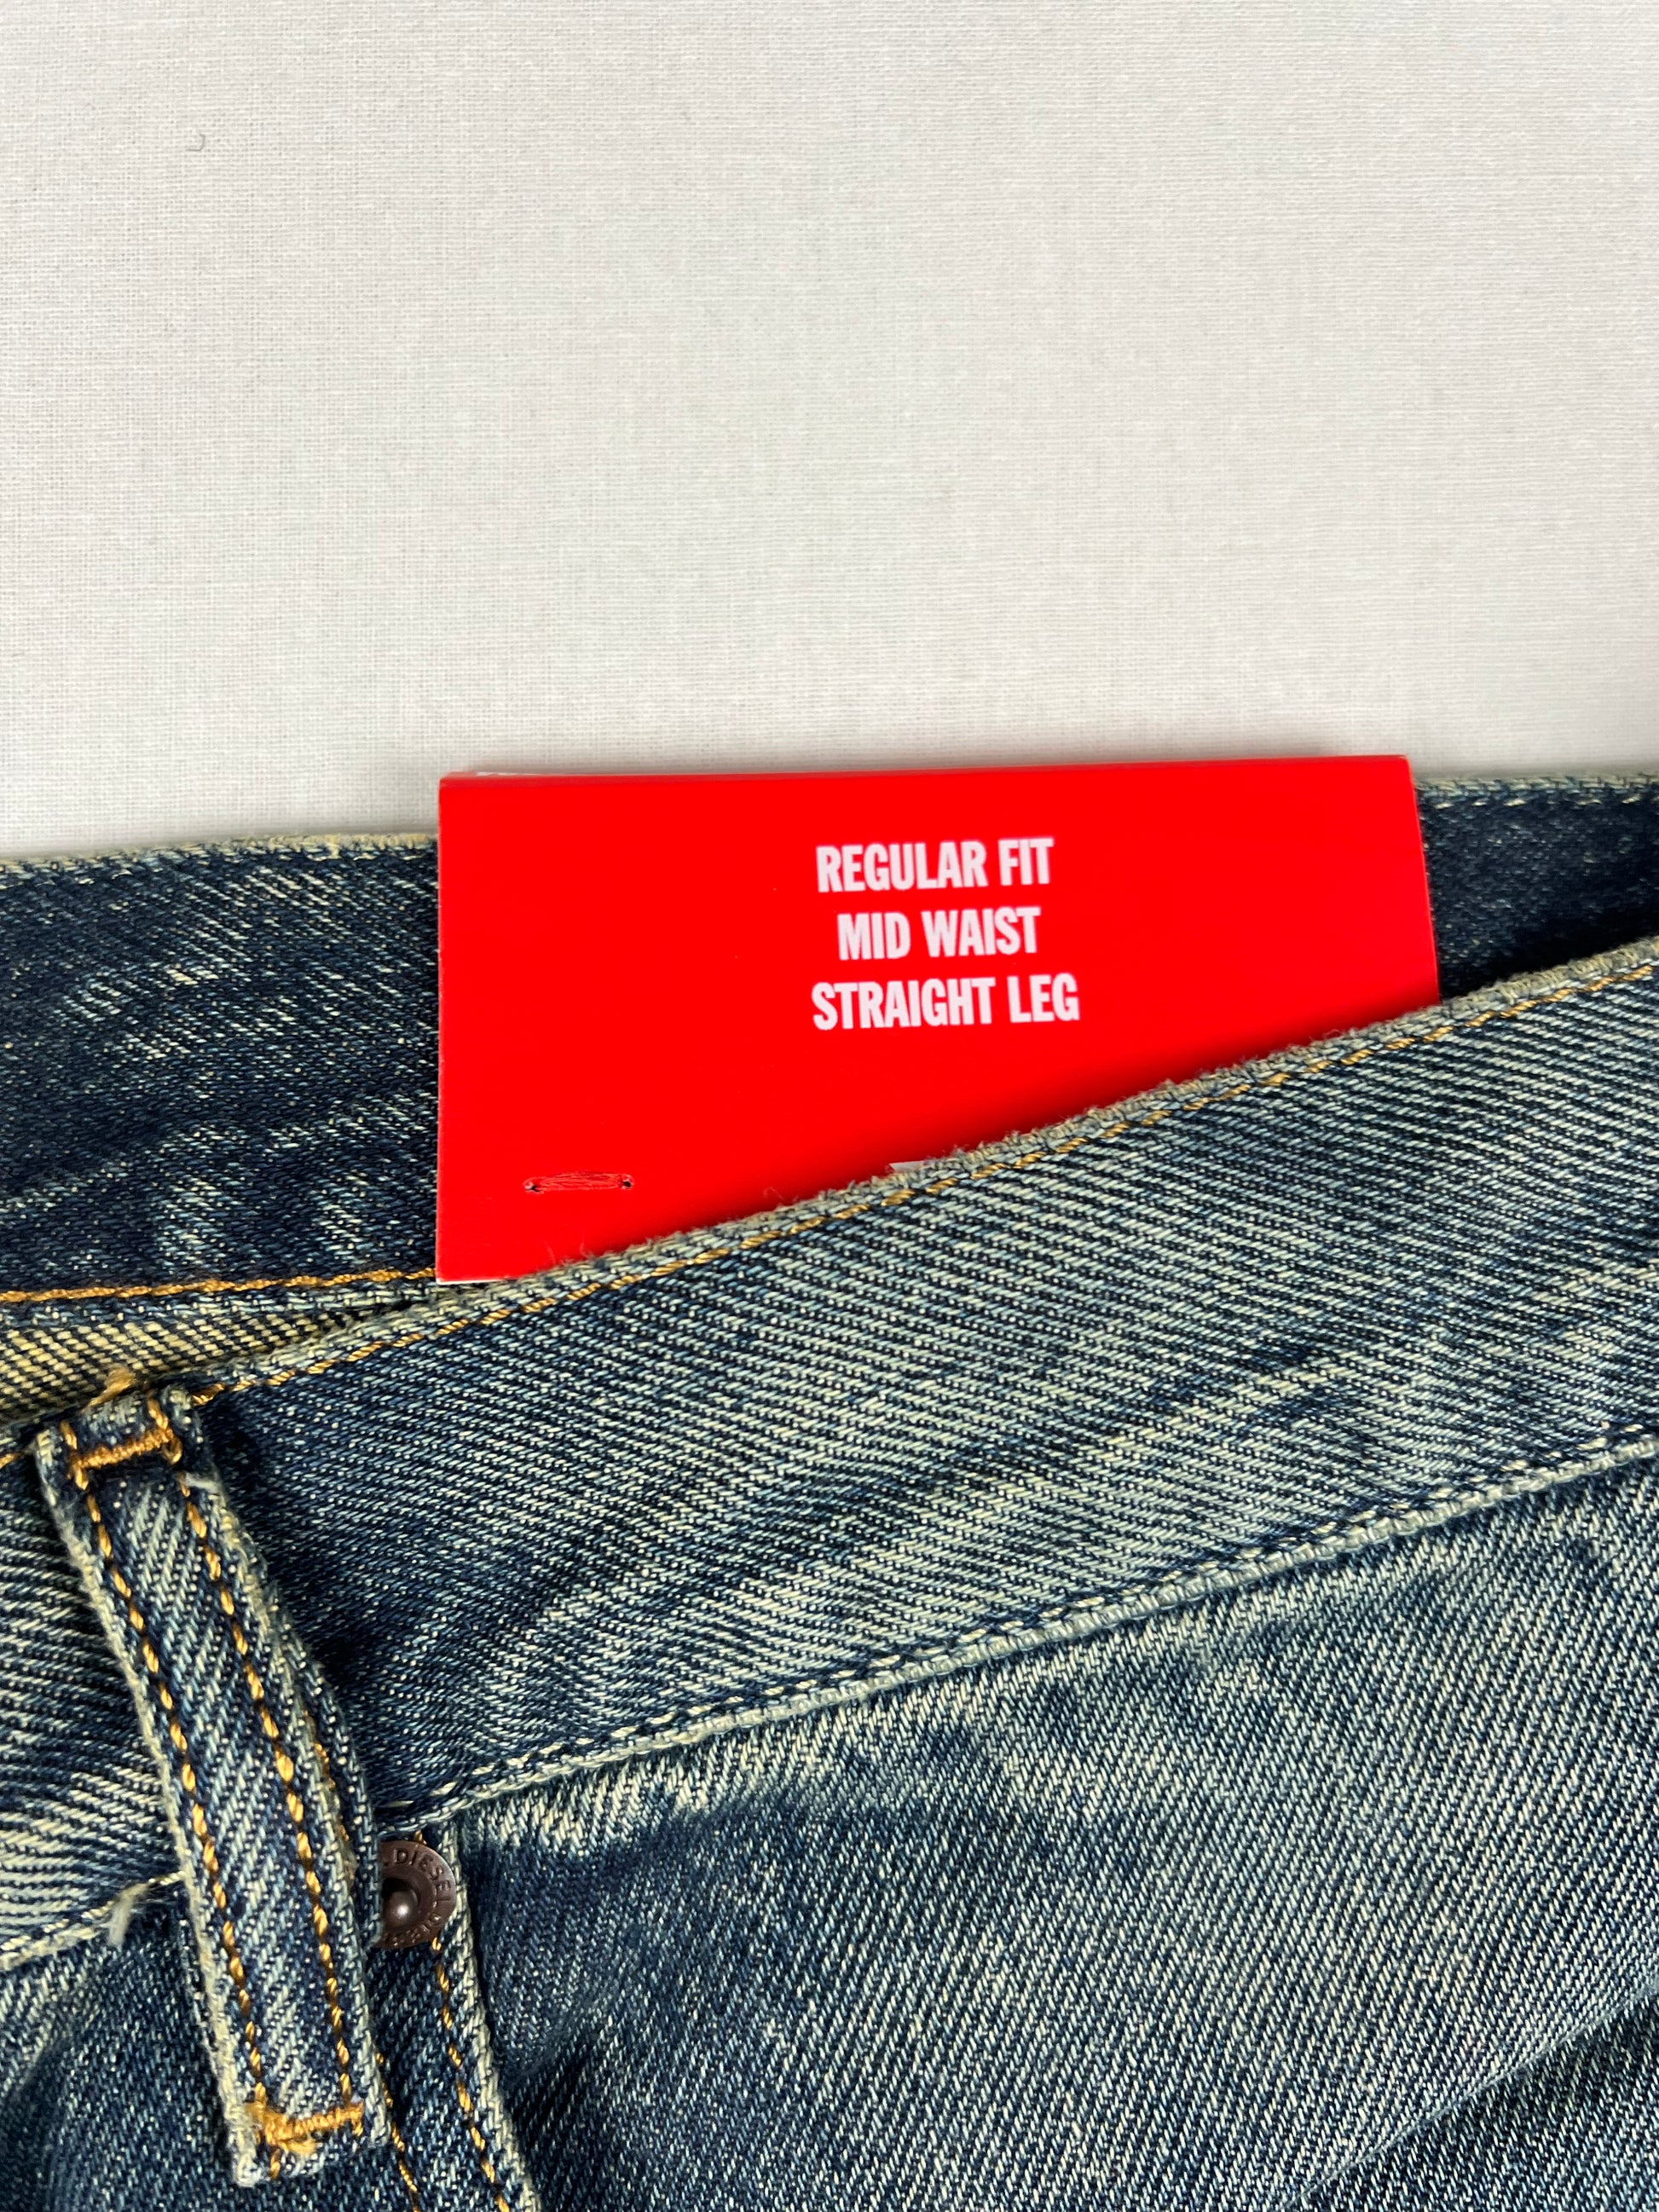 REGULAR FIT
MID WAIST
STRAIGHT LEG
DIESEL